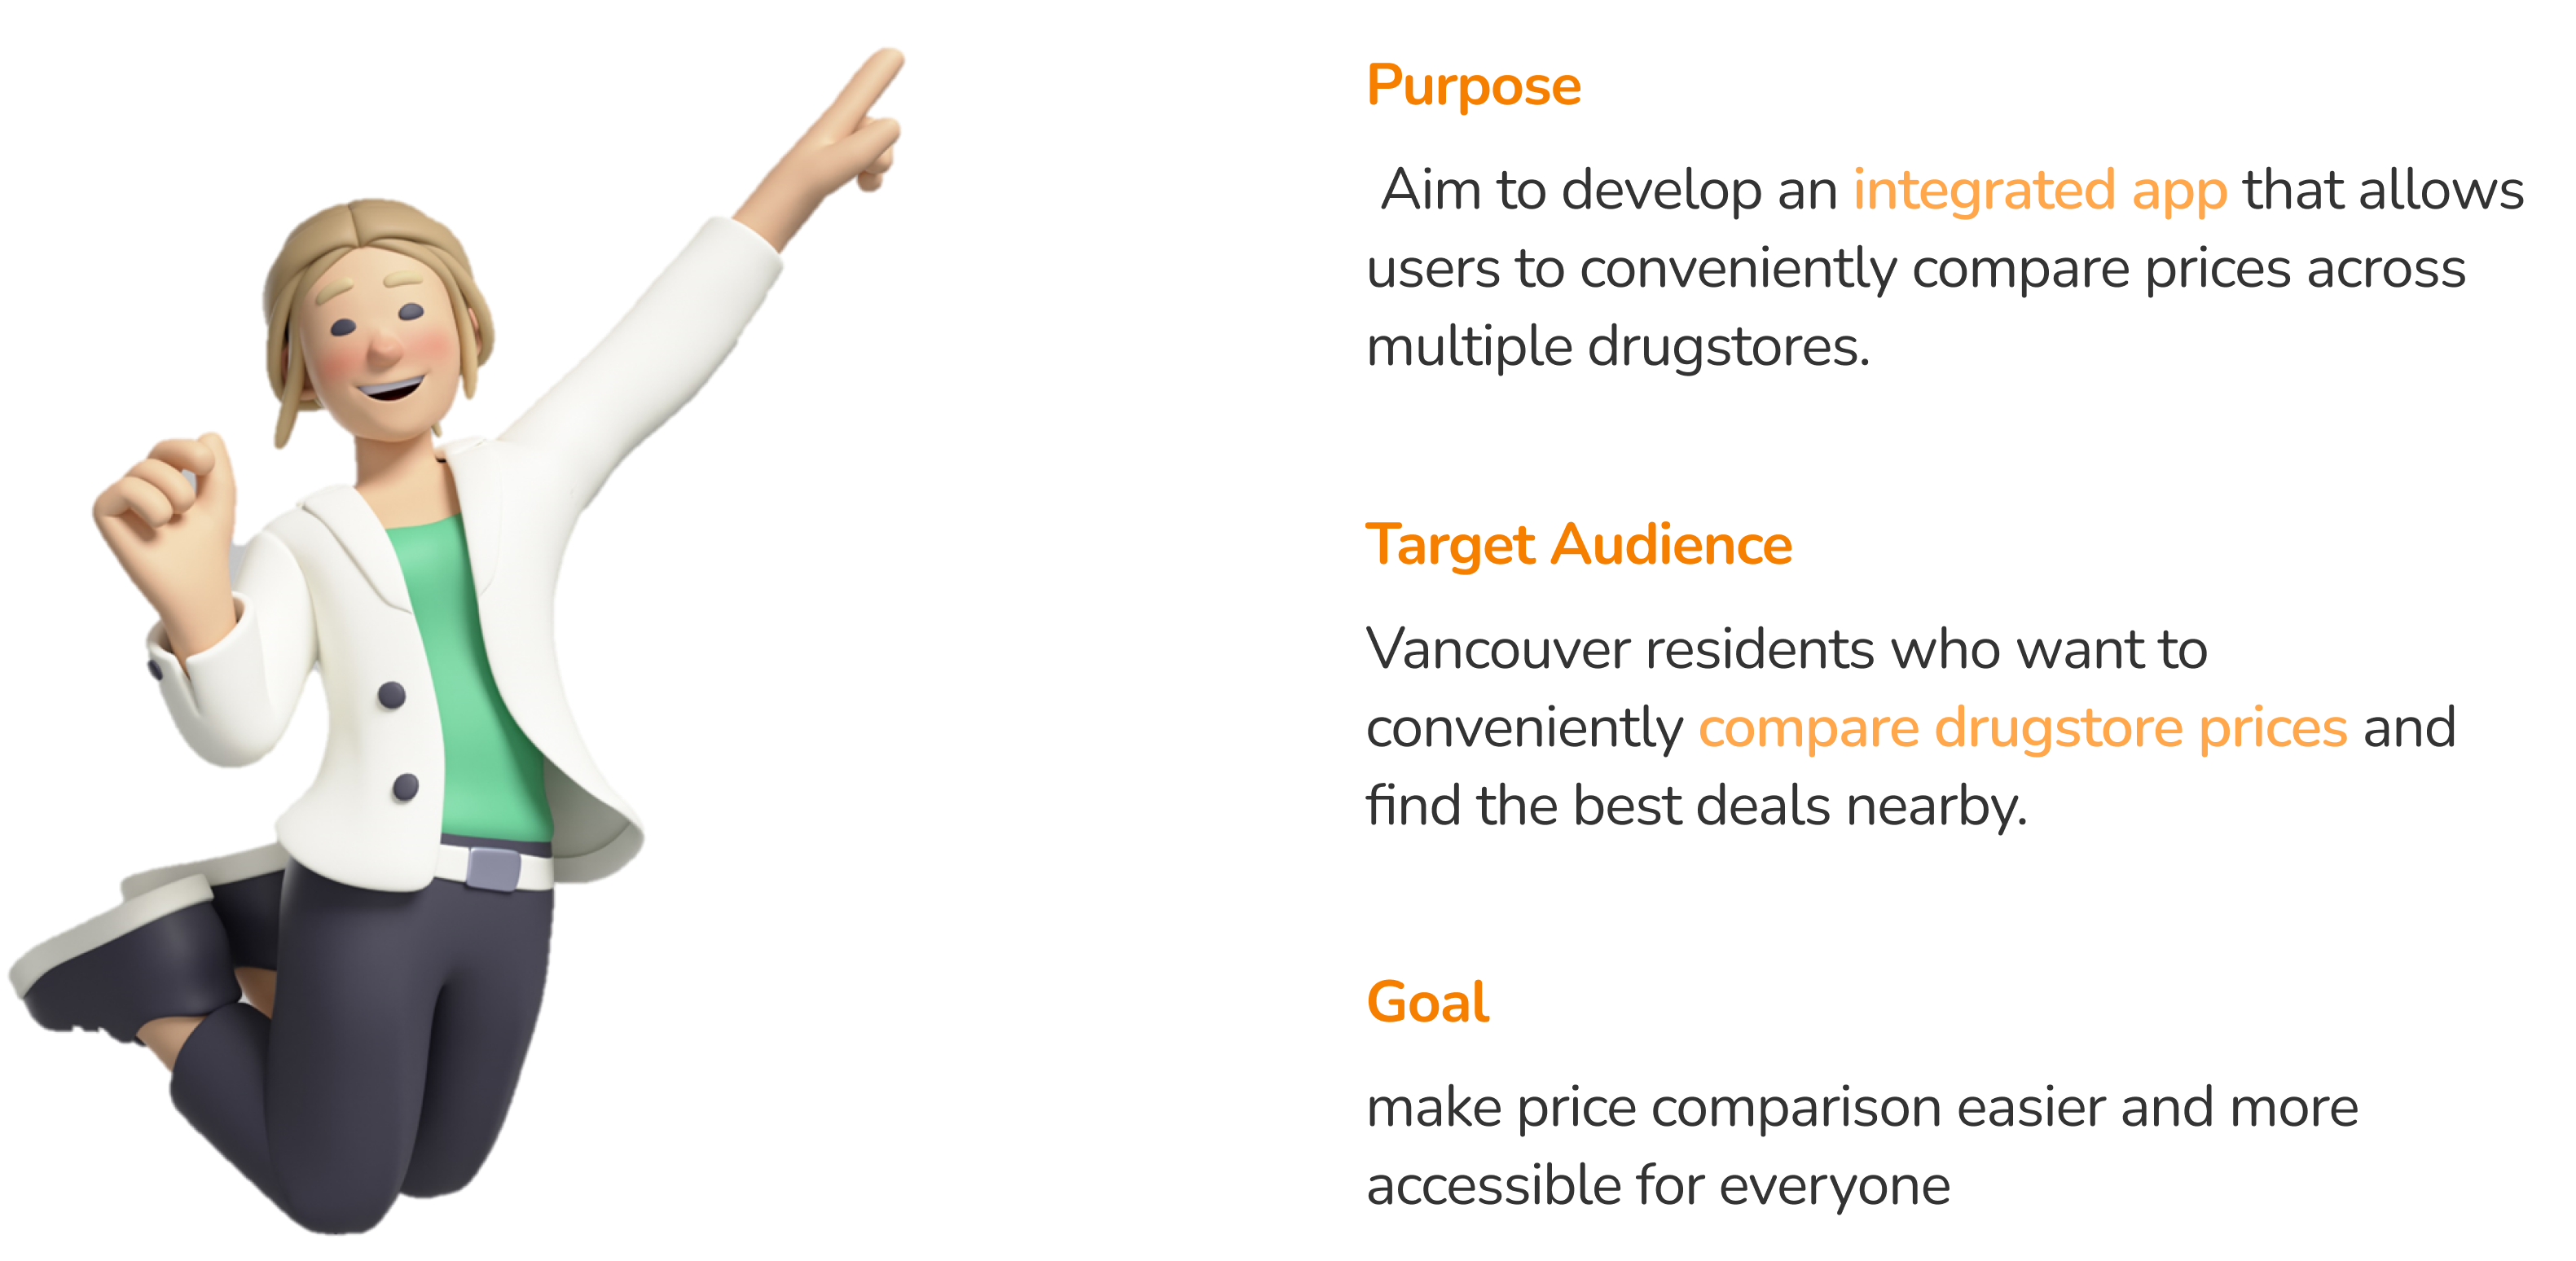 Purpose
Aim to develop an integrated app that allows
users to conveniently compare prices across
multiple drugstores.
Target Audience
Vancouver residents who want to
conveniently compare drugstore prices and
find the best deals nearby.
Goal
make price comparison easier and more
accessible for everyone